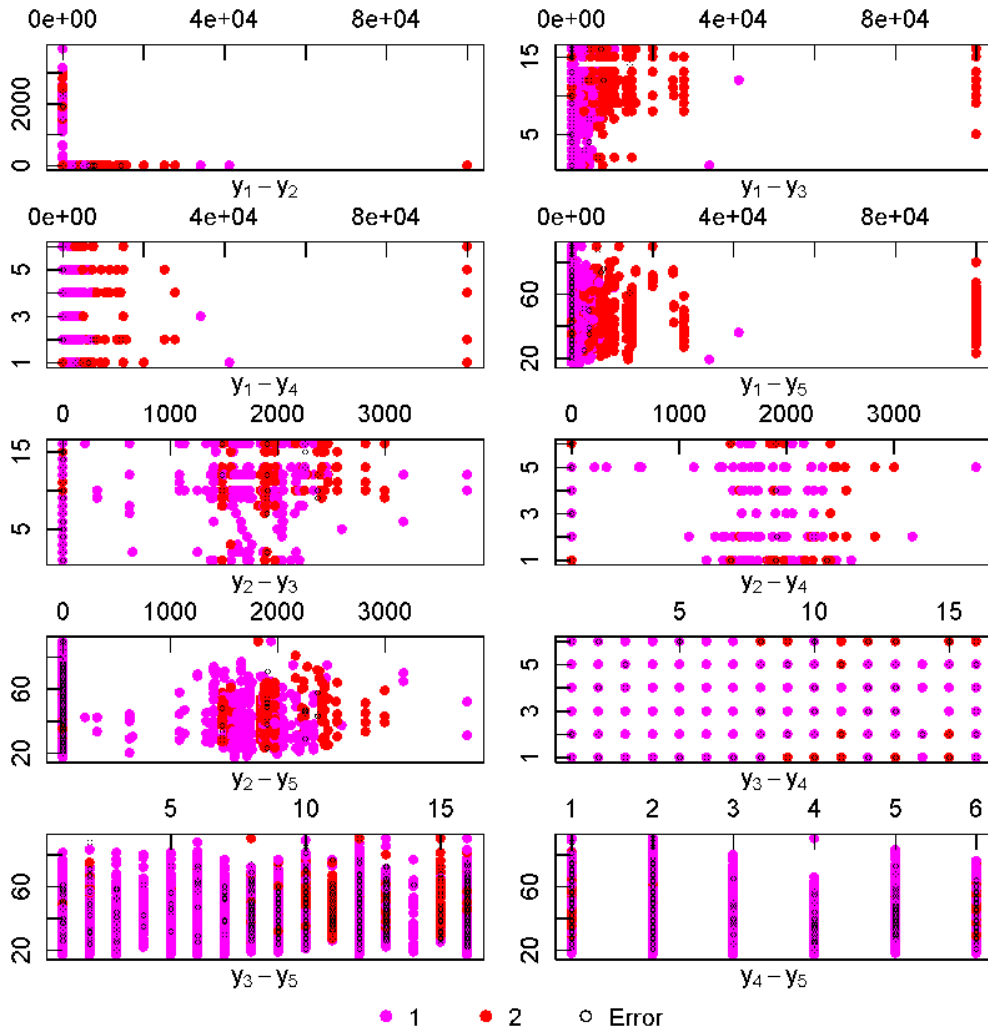 0e+00 4e+04 8e+04
0 2000
y₁ − y₂
0e+00 4e+04 8e+04
5 15
y₁ − y₃
0e+00 4e+04 8e+04
1 3 5
y₁ − y₄
0e+00 4e+04 8e+04
20 60
y₁ − y₅
0 1000 2000 3000
5 15
y₂ − y₃
0 1000 2000 3000
1 3 5
y₂ − y₄
0 1000 2000 3000
20 60
y₂ − y₅
5 10 15
1 3 5
y₃ − y₄
5 10 15
20 60
y₃ − y₅
1 2 3 4 5 6
20 60
y₄ − y₅
1 2 Error